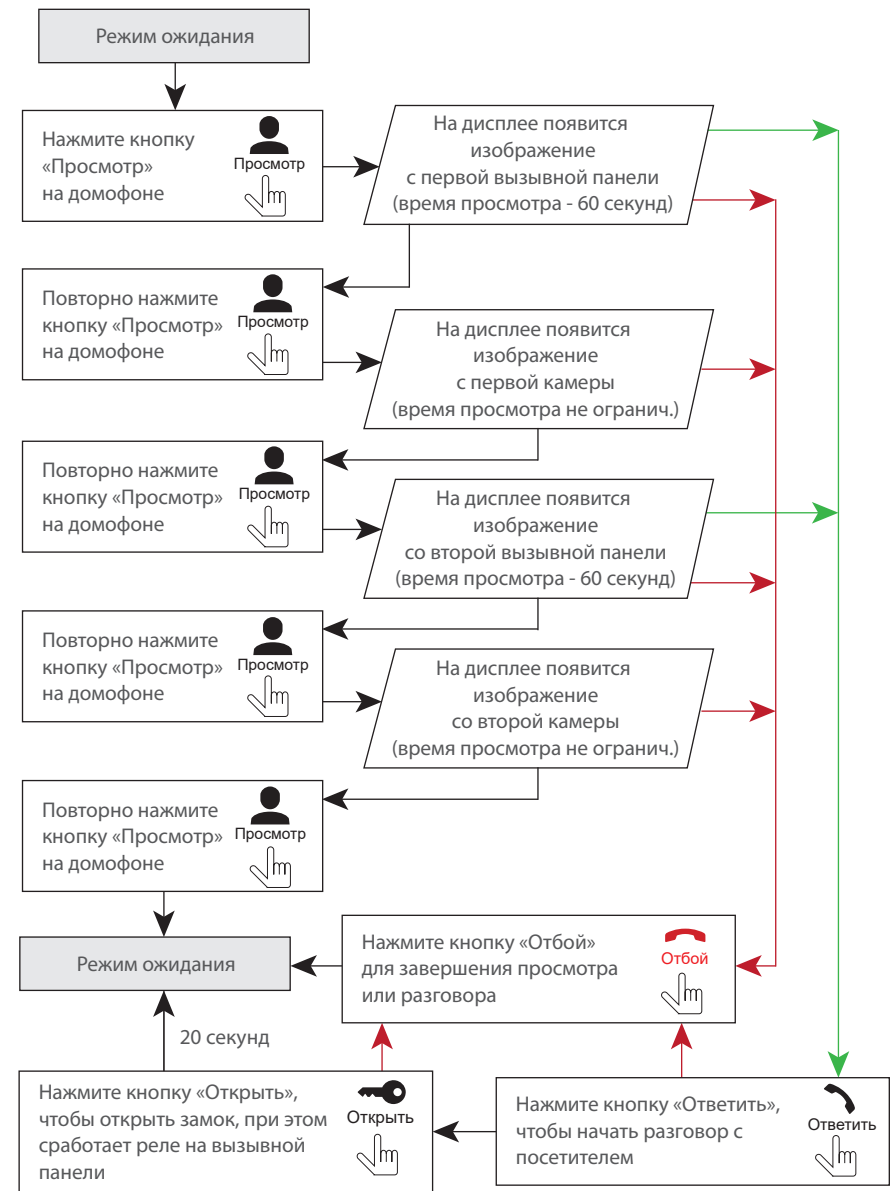 Режим ожидания
Нажмите кнопку
«Просмотр»
на домофоне
Просмотр
На дисплее появится
изображение
с первой вызывной панели
(время просмотра - 60 секунд)
Повторно нажмите
кнопку «Просмотр»
на домофоне
Просмотр
На дисплее появится
изображение
с первой камеры
(время просмотра не огранич.)
Повторно нажмите
кнопку «Просмотр»
на домофоне
Просмотр
На дисплее появится
изображение
со второй вызывной панели
(время просмотра - 60 секунд)
Повторно нажмите
кнопку «Просмотр»
на домофоне
Просмотр
На дисплее появится
изображение
со второй камеры
(время просмотра не огранич.)
Повторно нажмите
кнопку «Просмотр»
на домофоне
Просмотр
Режим ожидания
Нажмите кнопку «Отбой»
для завершения просмотра
или разговора
Отбой
20 секунд
Нажмите кнопку «Открыть»,
чтобы открыть замок, при этом
сработает реле на вызывной
панели
Открыть
Нажмите кнопку «Ответить»,
чтобы начать разговор с
посетителем
Ответить